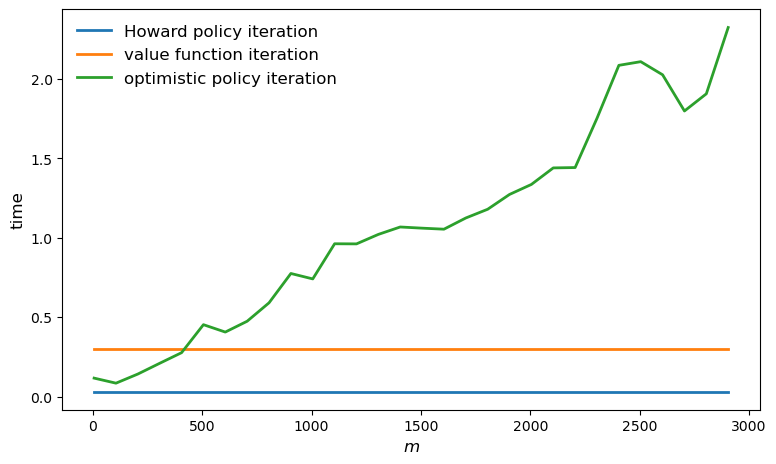 Howard policy iteration
value function iteration
optimistic policy iteration
2.0
1.5
1.0
0.5
0.0
time
0 500 1000 1500 2000 2500 3000
m